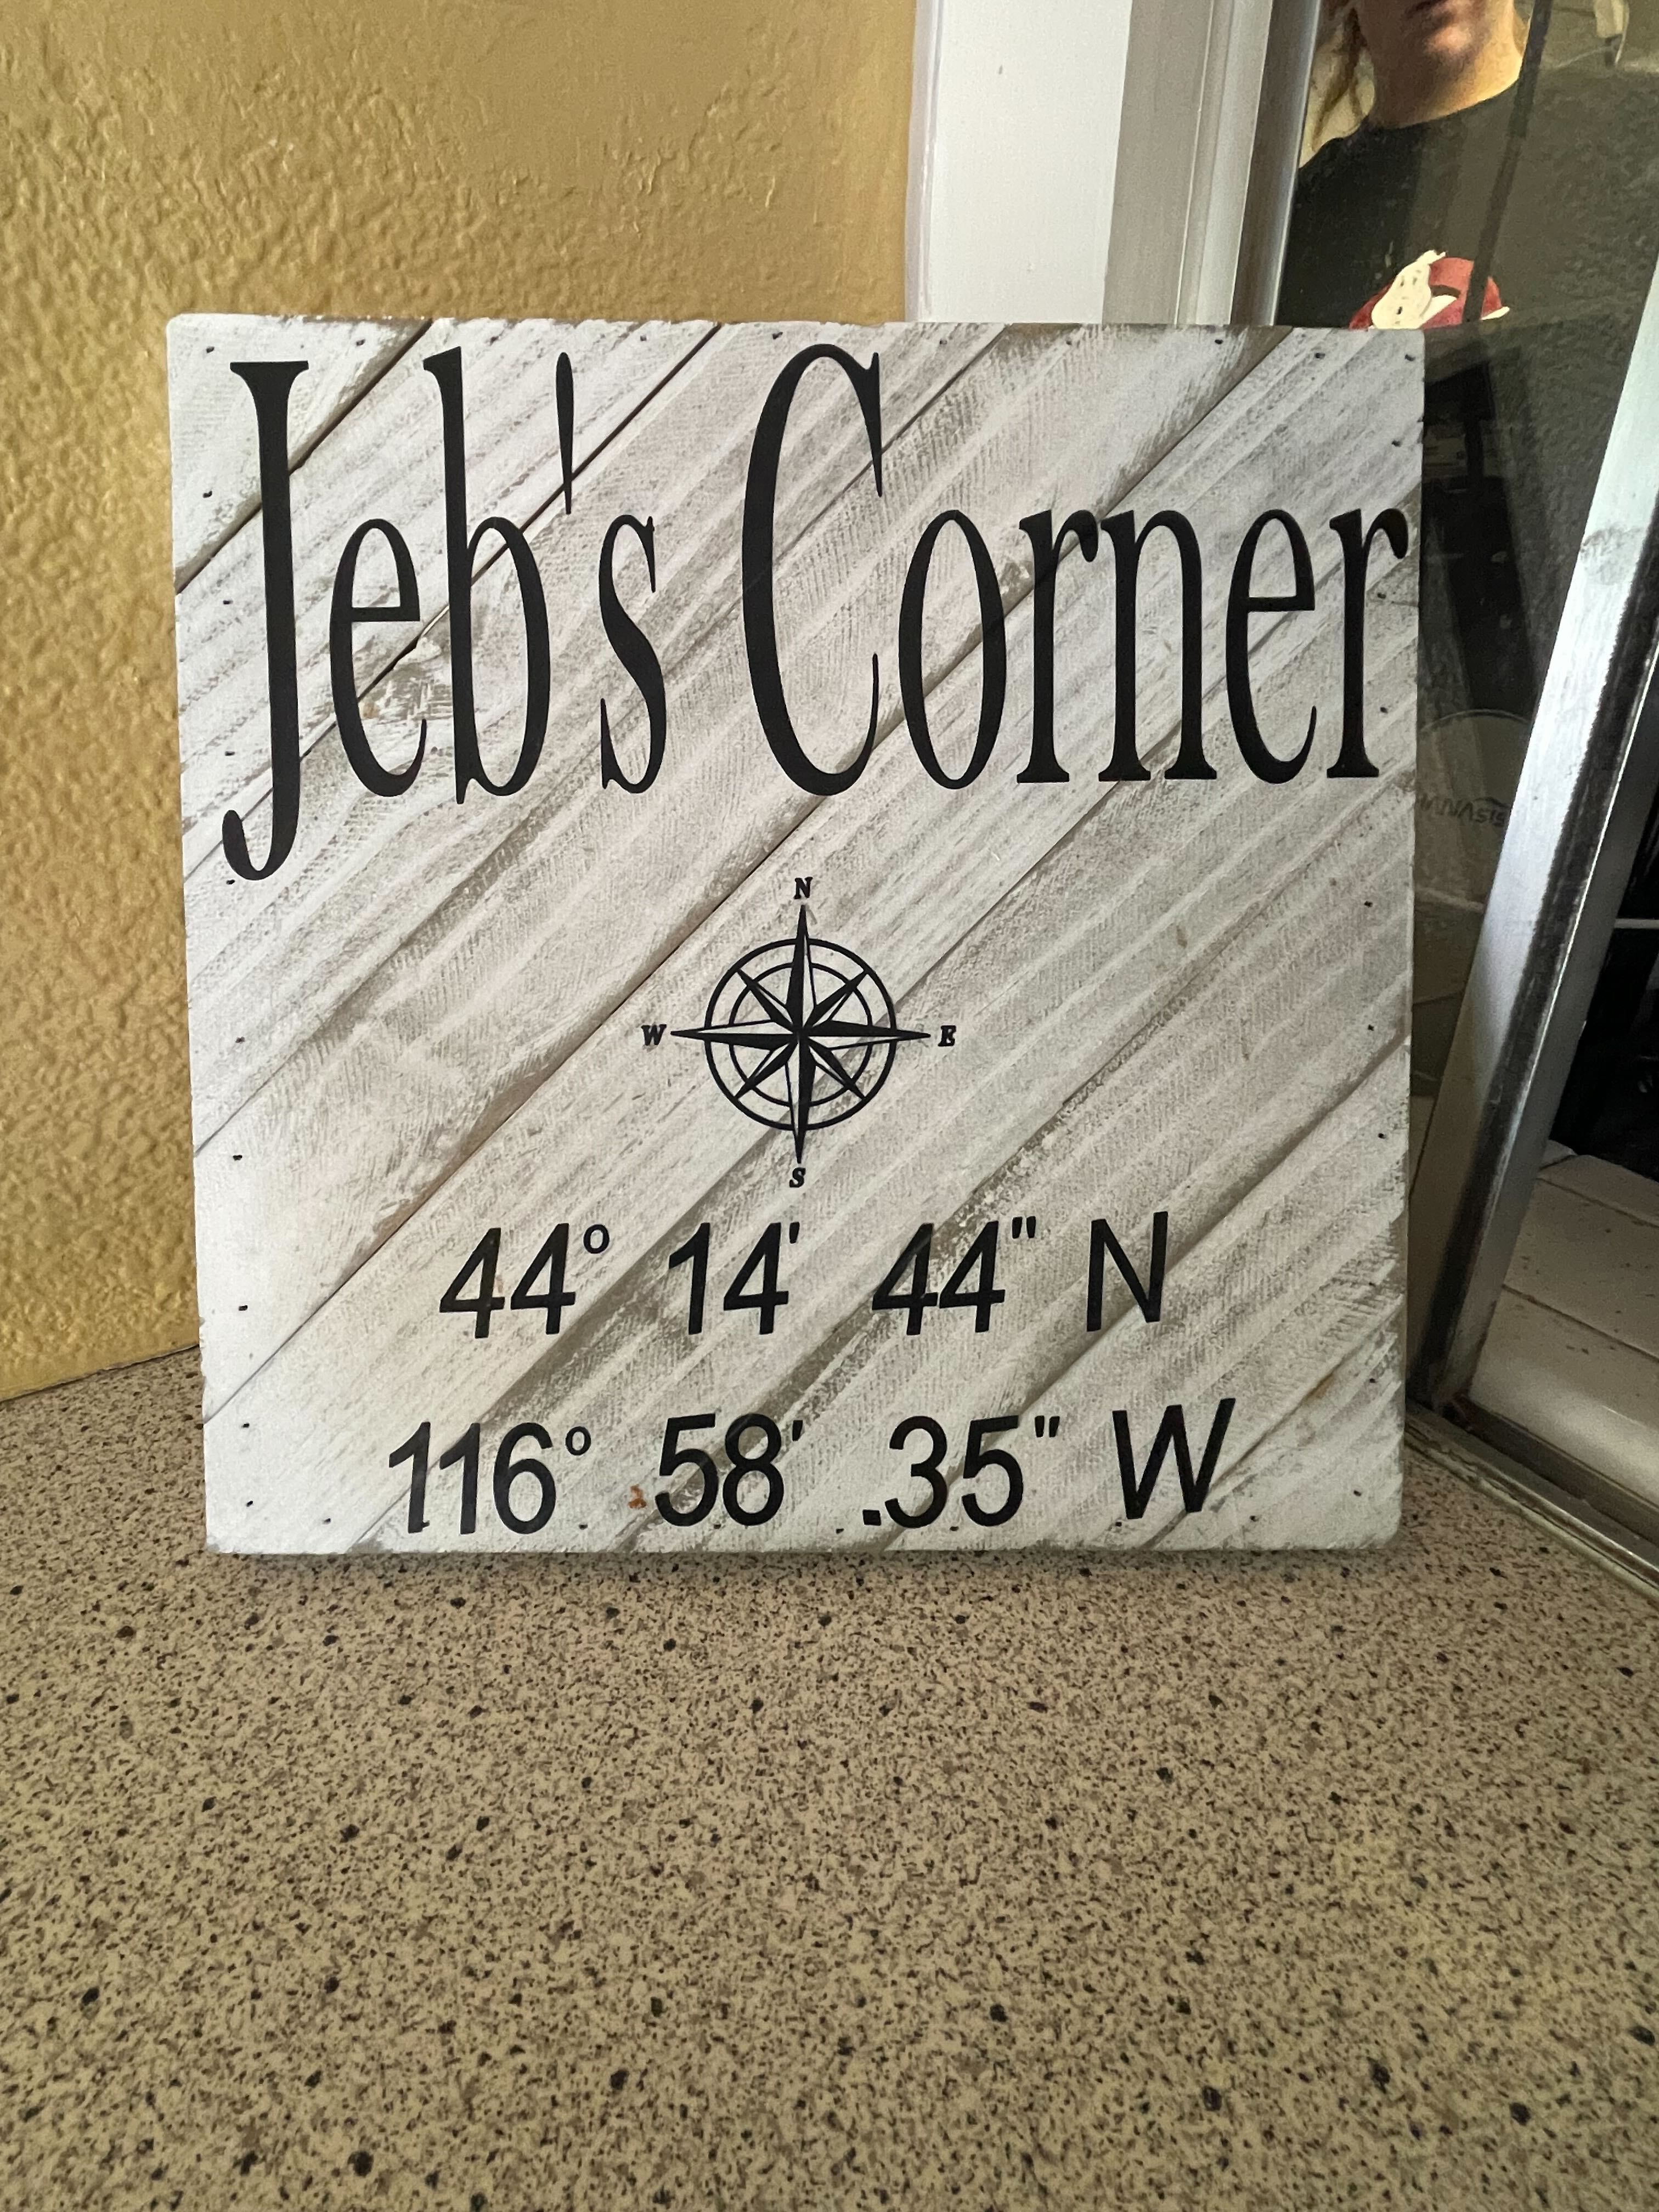 Jeb's Corner
N
W E
S
44° 14' 44" N
116° 58' .35" W